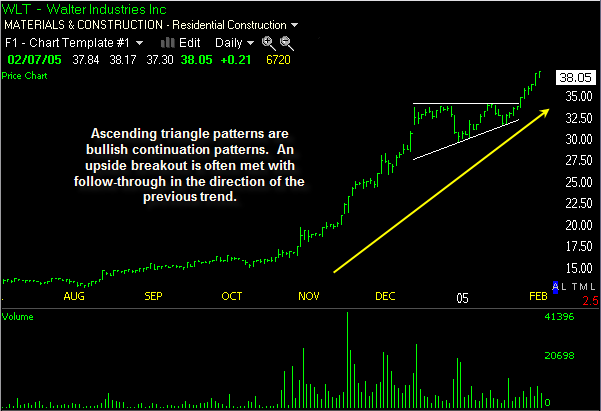 WLT - Walter Industries Inc
MATERIALS & CONSTRUCTION - Residential Construction
F1 - Chart Template #1 Edit Daily
02/07/05 37.84 38.17 37.30 38.05 +0.21 6720
Price Chart
38.05
35.00
Ascending triangle patterns are
bullish continuation patterns. An
upside breakout is often met with
follow-through in the direction of the
previous trend.
32.50
30.00
27.50
25.00
22.50
20.00
17.50
15.00
A L T M L
AUG SEP OCT NOV DEC 05 FEB
2.5
Volume
41396
20698
0